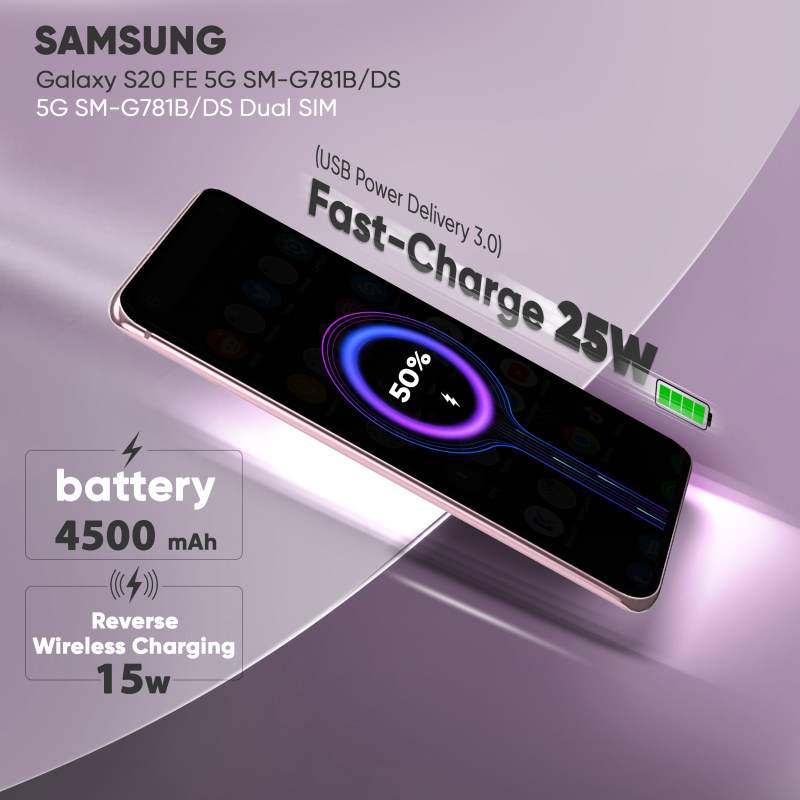 SAMSUNG
Galaxy S20 FE 5G SM-G781B/DS
5G SM-G781B/DS Dual SIM
(USB Power Delivery 3.0)
Fast-Charge 25W
50%
battery
4500 mAh
Reverse
Wireless Charging
15w